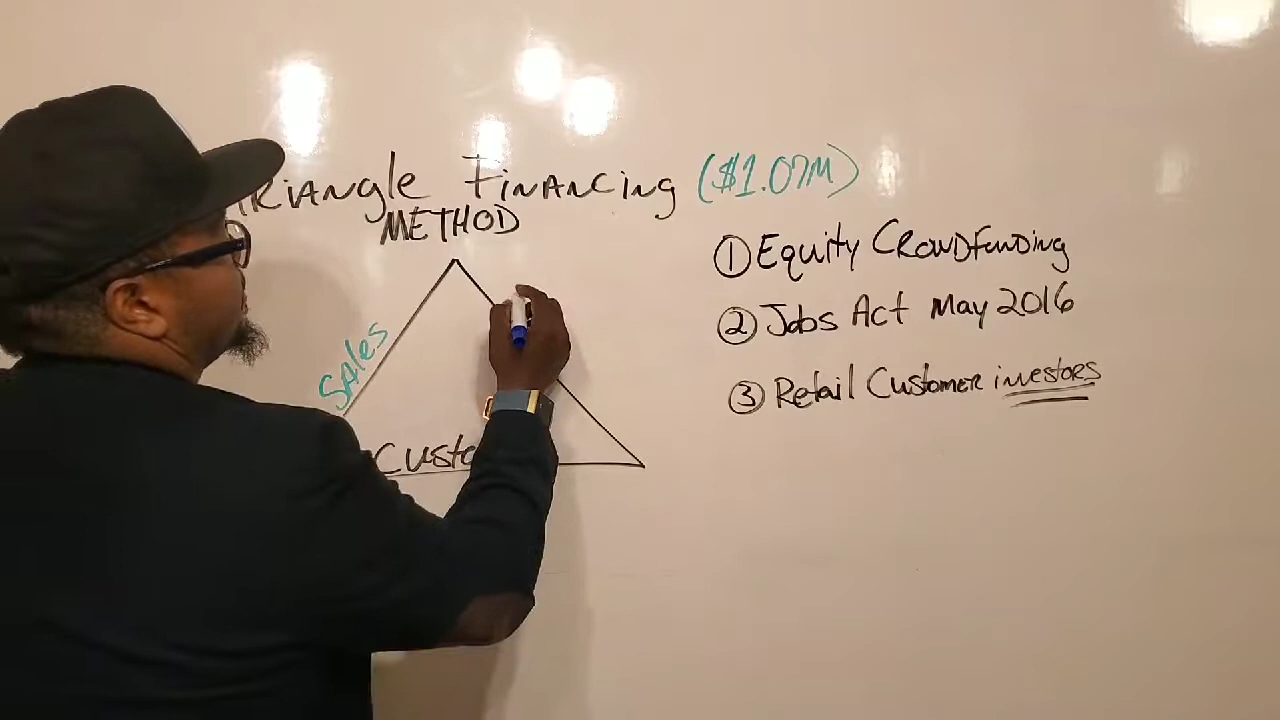 TRIANGLE FINANCING ($1.07M)
METHOD
① Equity CROWDFunding
② Jobs Act May 2016
③ Retail Customer investors
SAles